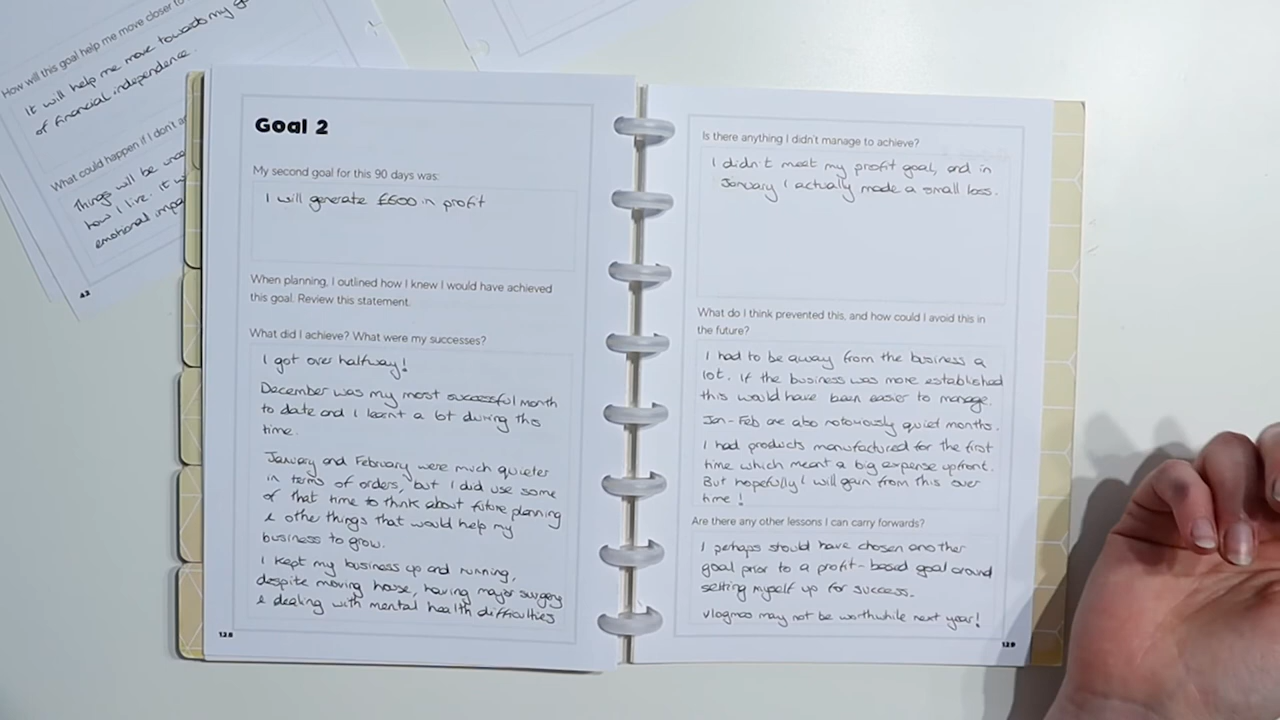 How will this goal help me move closer to
It will help me move towards my
of financial independence.
What could happen if I don't
Things will be
how I live. It
emotional
42
Goal 2
My second goal for this 90 days was:
I will generate £600 in profit
When planning, I outlined how I knew I would have achieved
this goal. Review this statement.
What did I achieve? What were my successes?
I got over halfway!
December was my most successful month
to date and I learnt a lot during this
time.
January and February were much quieter
in terms of orders, but I did use some
of that time to think about future planning
& other things that would help my
business to grow.
I kept my business up and running,
despite moving house, having major surgery
& dealing with mental health difficulties
128
Is there anything I didn't manage to achieve?
I didn't meet my profit goal, and in
January I actually made a small loss.
What do I think prevented this, and how could I avoid this in
the future?
I had to be away from the business a
lot. If the business was more established
this would have been easier to manage.
Jan-Feb are also notoriously quiet months.
I had products manufactured for the first
time which meant a big expense upfront.
But hopefully I will gain from this over
time!
Are there any other lessons I can carry forwards?
I perhaps should have chosen another
goal prior to a profit-based goal around
setting myself up for success.
Vlogmas may not be worthwhile next year!
129